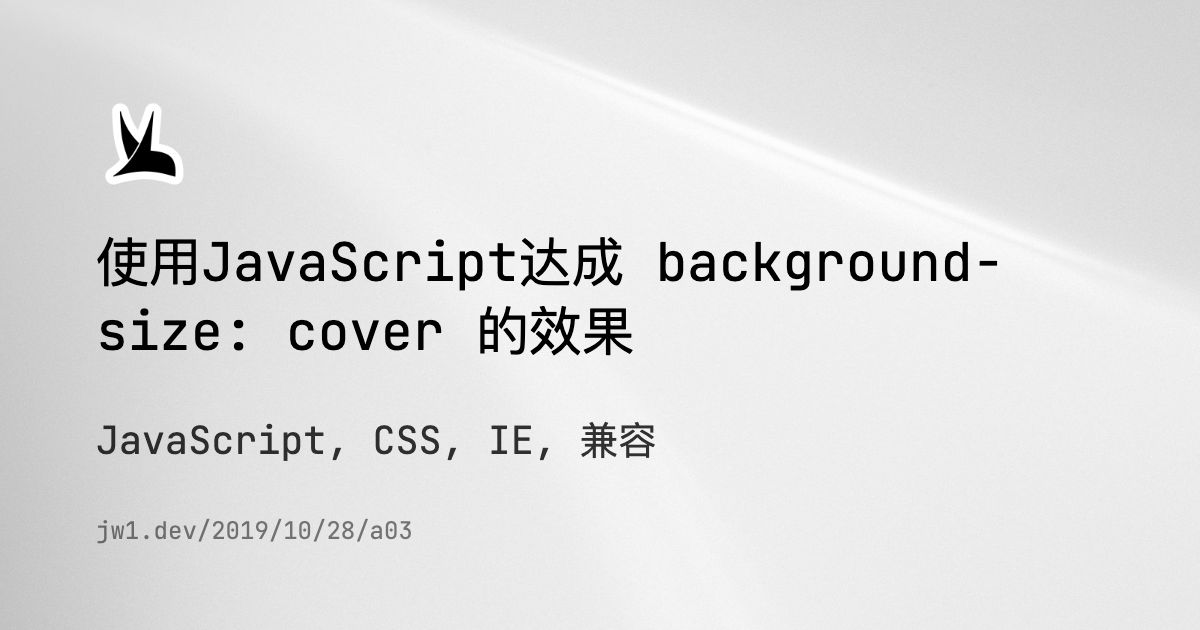 使用JavaScript达成 background-
size: cover 的效果
JavaScript, CSS, IE, 兼容
jw1.dev/2019/10/28/a03